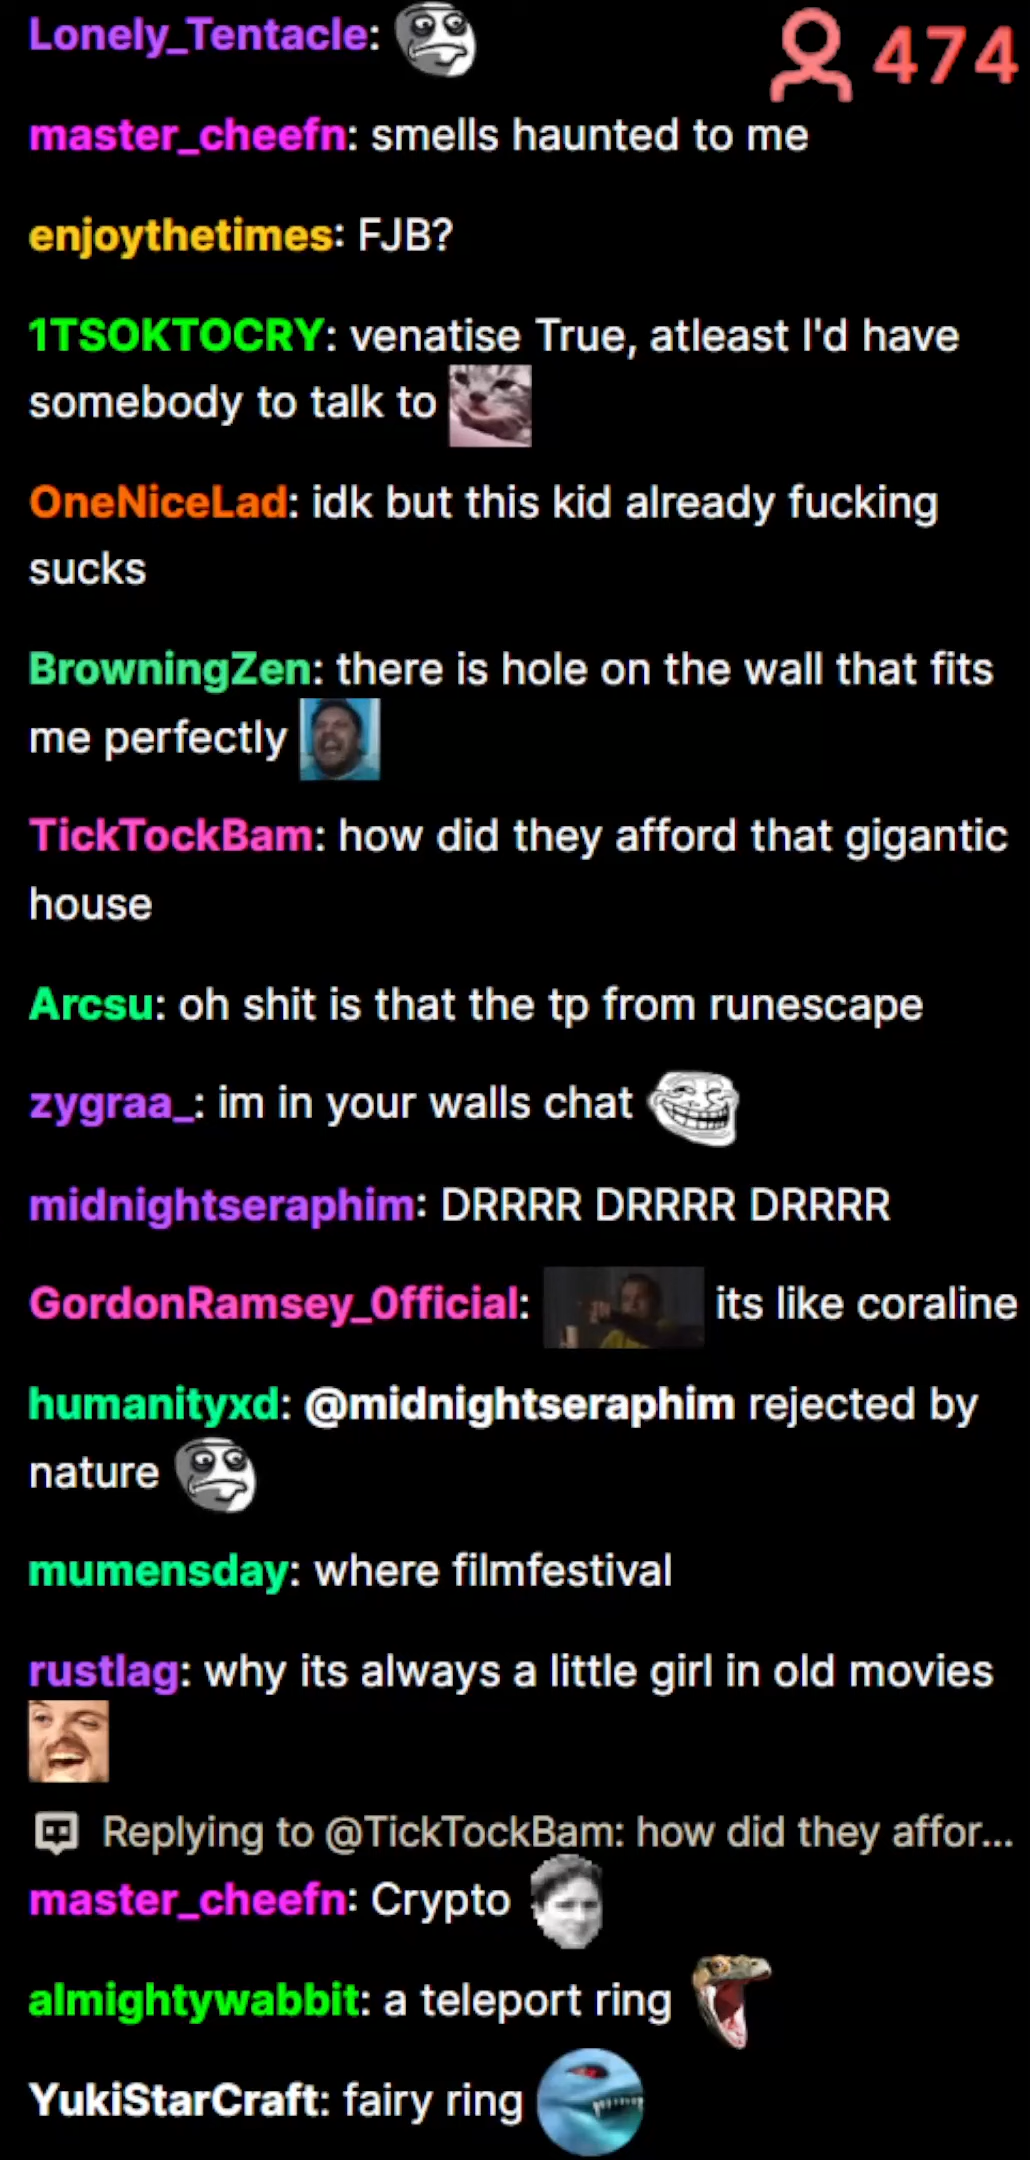 Lonely_Tentacle:
474
master_cheefn: smells haunted to me
enjoythetimes: FJB?
1TSOKTOCRY: venatise True, atleast I'd have
somebody to talk to
OneNiceLad: idk but this kid already fucking
sucks
BrowningZen: there is hole on the wall that fits
me perfectly
TickTockBam: how did they afford that gigantic
house
Arcsu: oh shit is that the tp from runescape
zygraa_: im in your walls chat
midnightseraphim: DRRRR DRRRR DRRRR
GordonRamsey_0fficial: its like coraline
humanityxd: @midnightseraphim rejected by
nature
mumensday: where filmfestival
rustlag: why its always a little girl in old movies
Replying to @TickTockBam: how did they affor...
master_cheefn: Crypto
almightywabbit: a teleport ring
YukiStarCraft: fairy ring